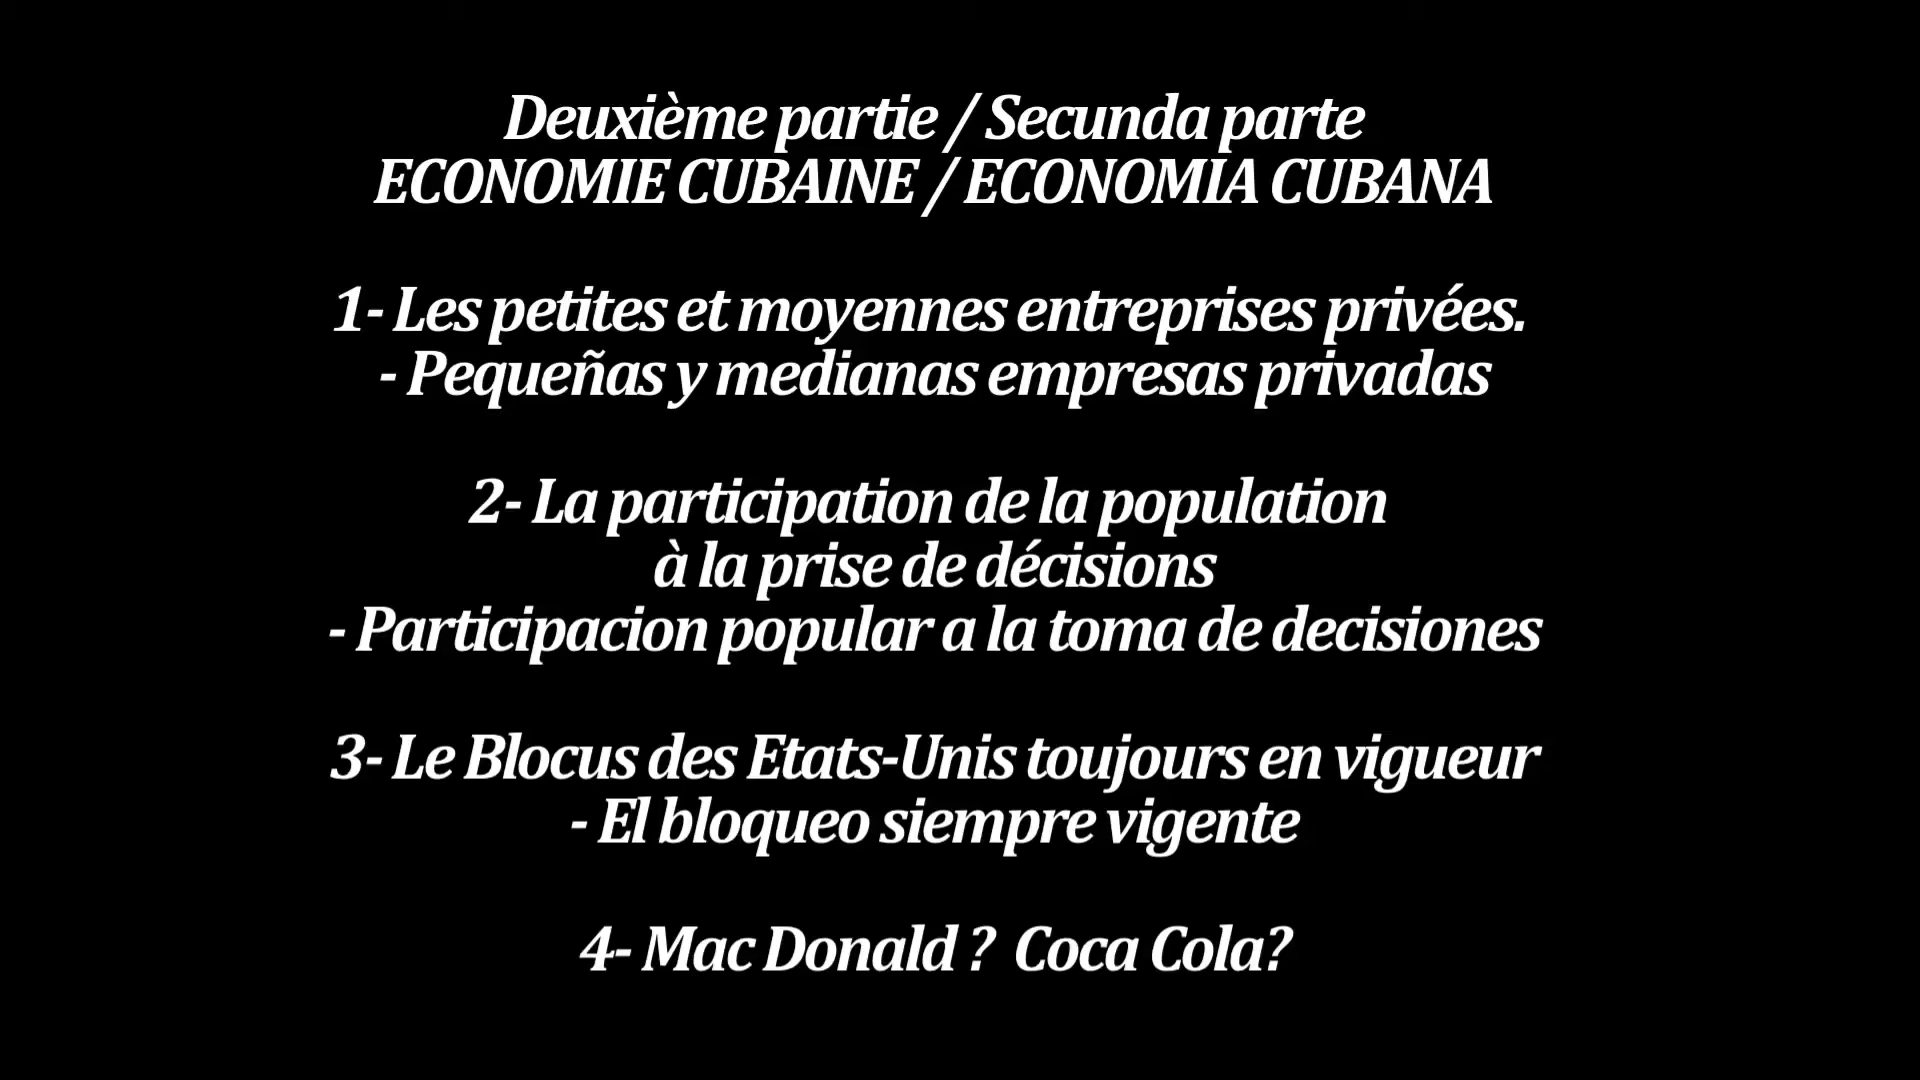 Deuxième partie / Secunda parte
ECONOMIE CUBAINE / ECONOMIA CUBANA
1- Les petites et moyennes entreprises privées.
- Pequeñas y medianas empresas privadas
2- La participation de la population
à la prise de décisions
- Participacion popular a la toma de decisiones
3- Le Blocus des Etats-Unis toujours en vigueur
- El bloqueo siempre vigente
4- Mac Donald ? Coca Cola?